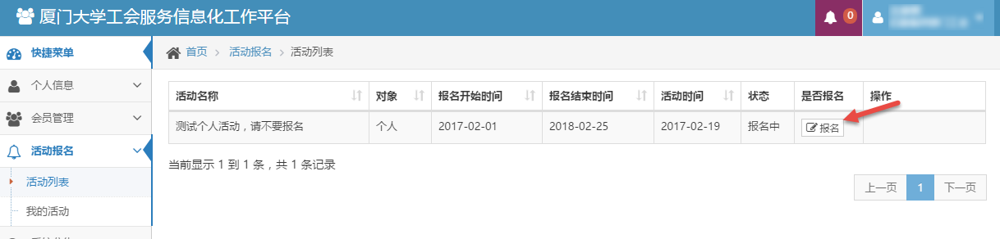 厦门大学工会服务信息化工作平台
0
快捷菜单
首页 > 活动报名 > 活动列表
个人信息
会员管理
活动报名
活动列表
我的活动
活动名称 对象 报名开始时间 报名结束时间 活动时间 状态 是否报名 操作
测试个人活动，请不要报名 个人 2017-02-01 2018-02-25 2017-02-19 报名中 报名
当前显示 1 到 1 条，共 1 条记录
上一页 1 下一页